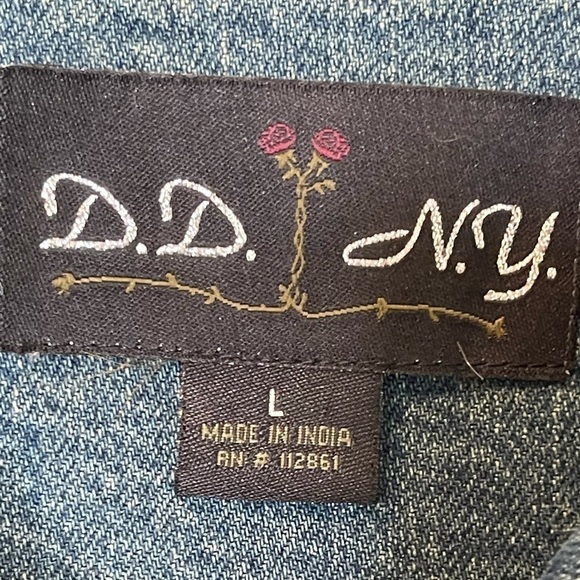 D.D. N.Y.
L
MADE IN INDIA
RN # 112861